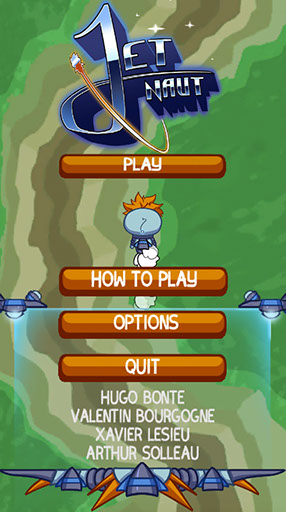 JET
NAUT
PLAY
HOW TO PLAY
OPTIONS
QUIT
HUGO BONTE
VALENTIN BOURGOGNE
XAVIER LESIEU
ARTHUR SOLLEAU